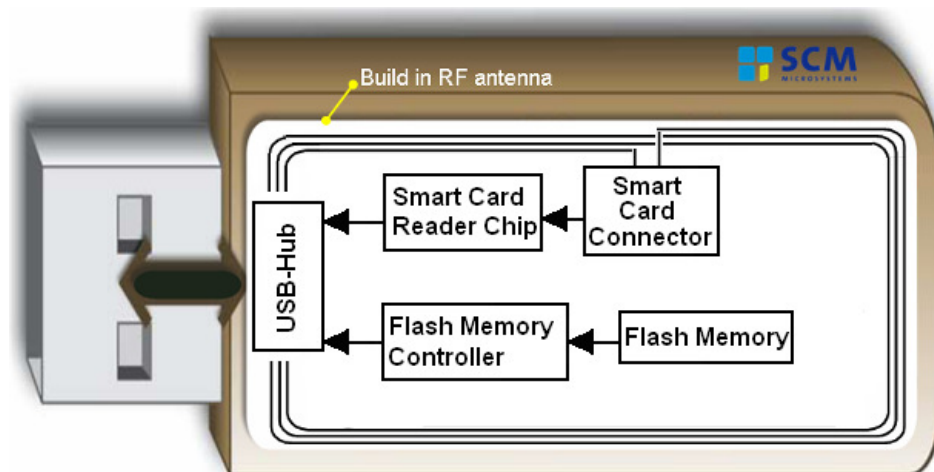 SCM
MICROSYSTEMS
Build in RF antenna
Smart Card
Reader Chip
Smart
Card
Connector
USB-Hub
Flash Memory
Controller
Flash Memory